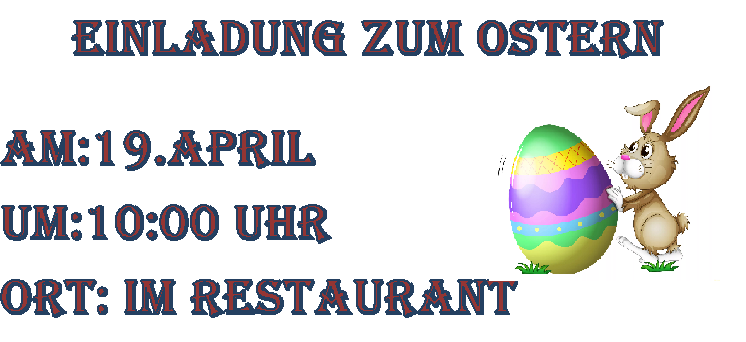 EINLADUNG ZUM OSTERN
AM:19.APRIL
UM:10:00 UHR
ORT: IM RESTAURANT